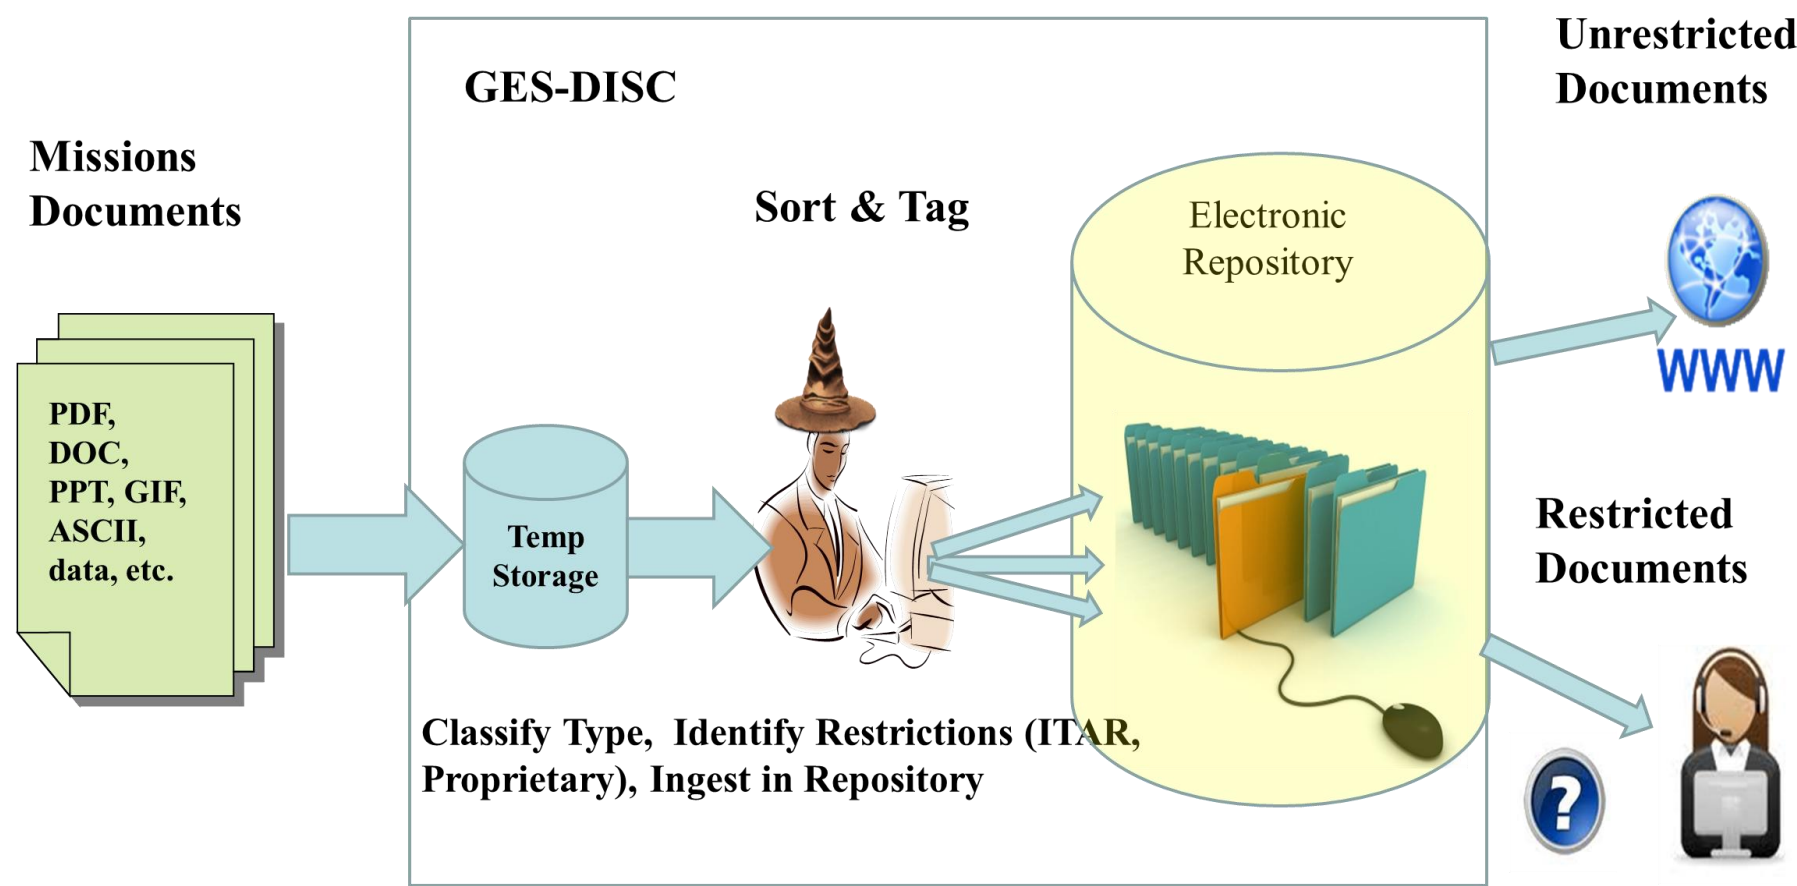 Missions
Documents
PDF,
DOC,
PPT, GIF,
ASCII,
data, etc.
GES-DISC
Temp
Storage
Sort & Tag
Classify Type,  Identify Restrictions (ITAR,
Proprietary), Ingest in Repository
Electronic
Repository
Unrestricted
Documents
WWW
Restricted
Documents
?